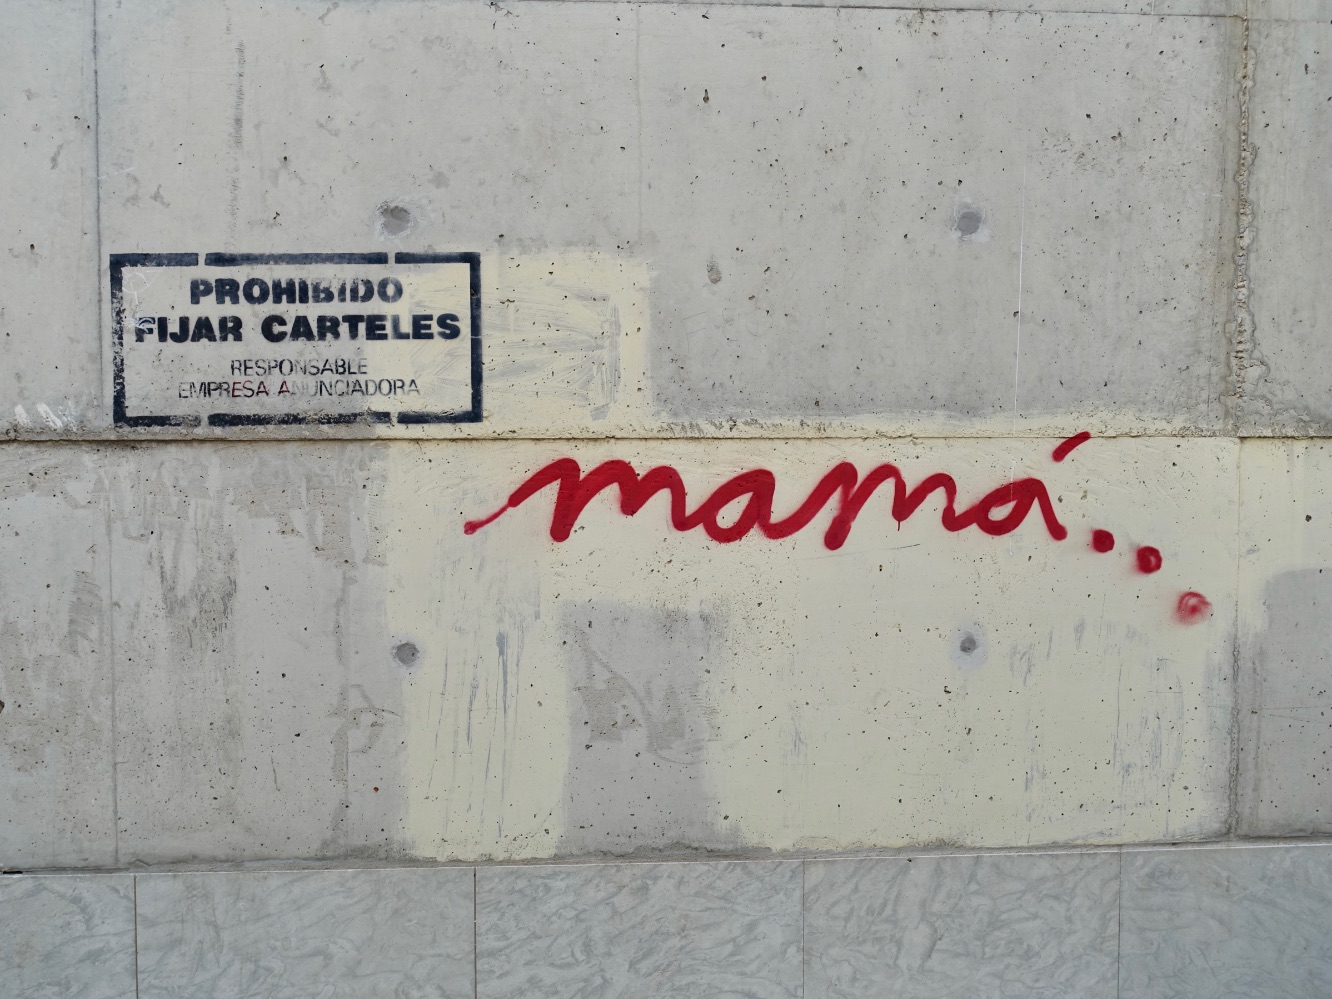 PROHIBIDO
FIJAR CARTELES
RESPONSABLE
EMPRESA ANUNCIADORA
mamá...